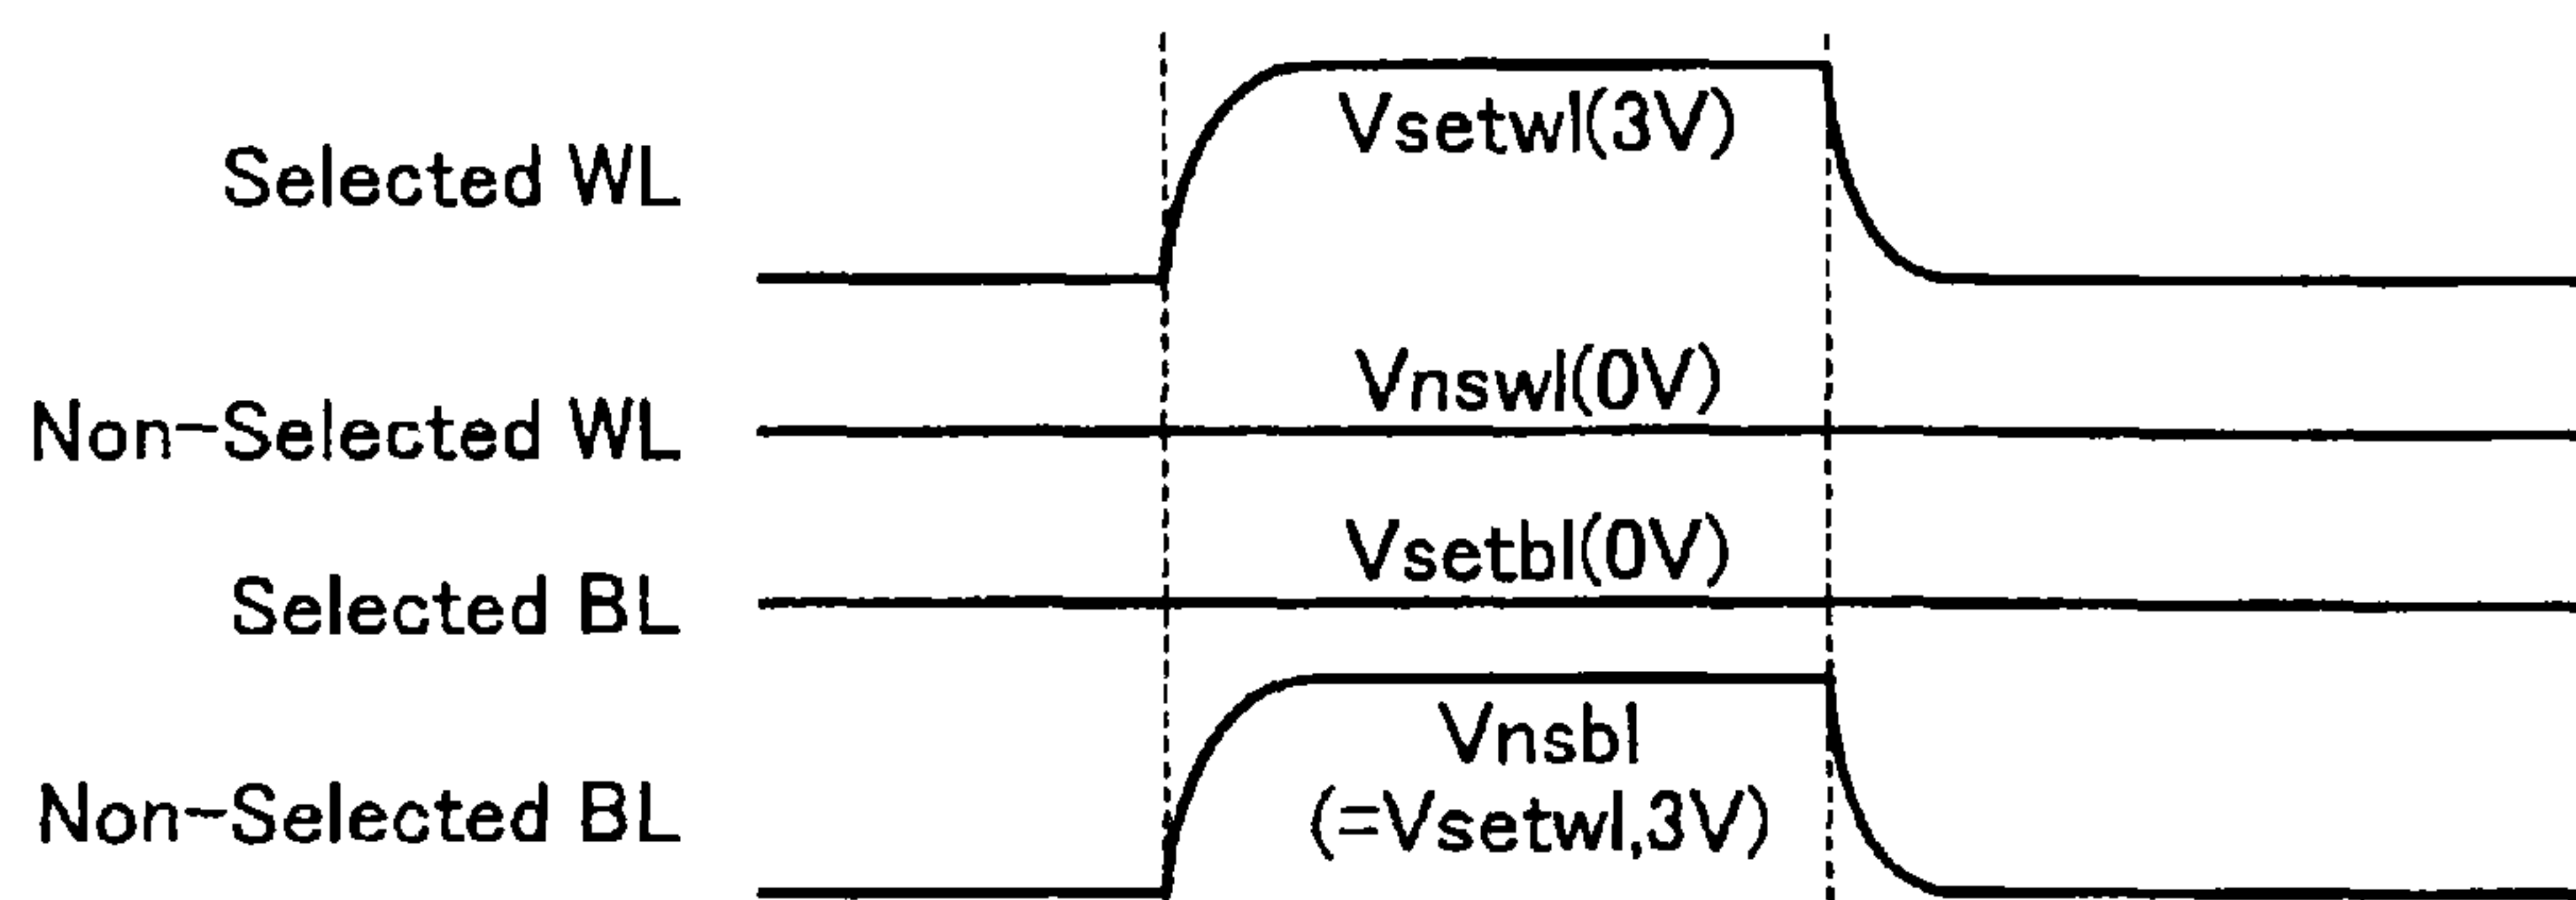 Selected WL
Vsetwl(3V)
Non-Selected WL
Vnswl(0V)
Selected BL
Vsetbl(0V)
Non-Selected BL
Vnsbl
(=Vsetwl,3V)